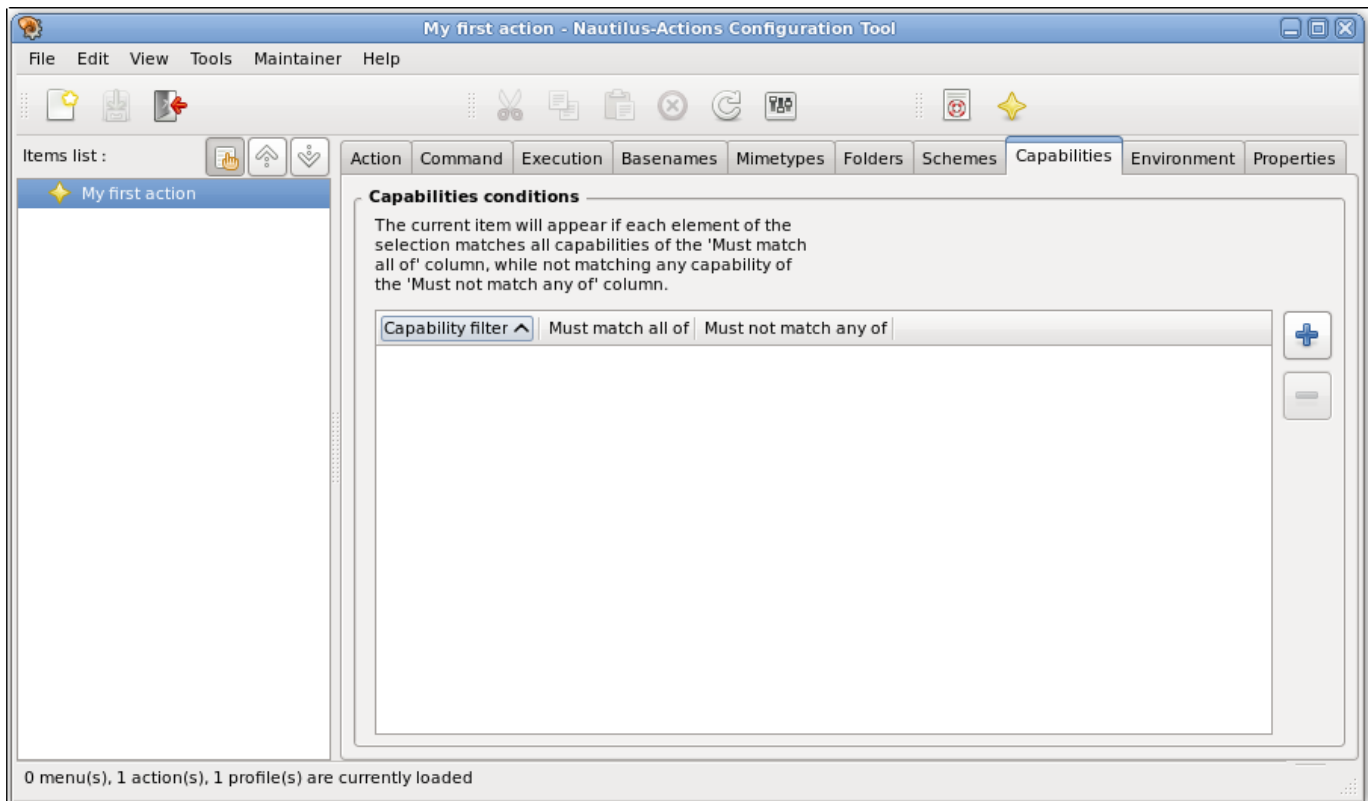 My first action - Nautilus-Actions Configuration Tool
File Edit View Tools Maintainer Help
Items list :
Action Command Execution Basenames Mimetypes Folders Schemes Capabilities Environment Properties
My first action
Capabilities conditions
The current item will appear if each element of the
selection matches all capabilities of the 'Must match
all of' column, while not matching any capability of
the 'Must not match any of' column.
Capability filter Must match all of Must not match any of
0 menu(s), 1 action(s), 1 profile(s) are currently loaded